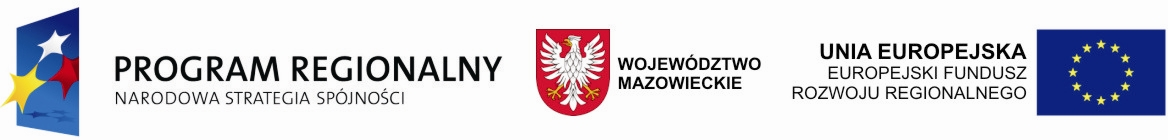 PROGRAM REGIONALNY
NARODOWA STRATEGIA SPÓJNOŚCI
WOJEWÓDZTWO
MAZOWIECKIE
UNIA EUROPEJSKA
EUROPEJSKI FUNDUSZ
ROZWOJU REGIONALNEGO